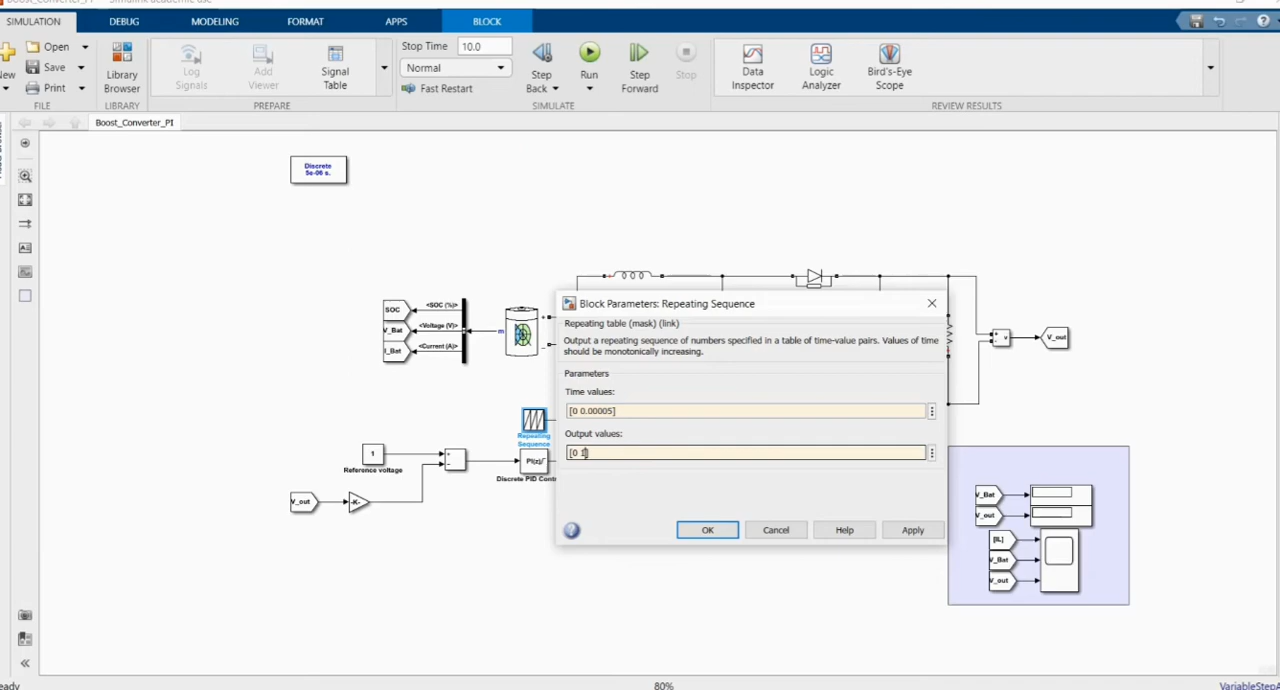 SIMULATION DEBUG MODELING FORMAT APPS BLOCK
Open
Save
Print
FILE
Library
Browser
LIBRARY
Log
Signals
Add
Viewer
Signal
Table
PREPARE
Stop Time 10.0
Normal
Fast Restart
Step
Back
Run
Step
Forward
Stop
SIMULATE
Data
Inspector
Logic
Analyzer
Bird's-Eye
Scope
REVIEW RESULTS
Boost_Converter_PI
Discrete
5e-06 s.
SOC
V_Bat
I_Bat
<SOC (%)>
<Voltage (V)>
<Current (A)>
m
+
Block Parameters: Repeating Sequence
Repeating table (mask) (link)
Output a repeating sequence of numbers specified in a table of time-value pairs. Values of time
should be monotonically increasing.
Parameters
Time values:
[0 0.00005]
Output values:
[0 1]
OK Cancel Help Apply
V_out
v
Repeating
Sequence
1
Reference voltage
PI(z)
Discrete PID Contr
V_out
-K-
V_Bat
V_out
[IL]
V_Bat
V_out
80%